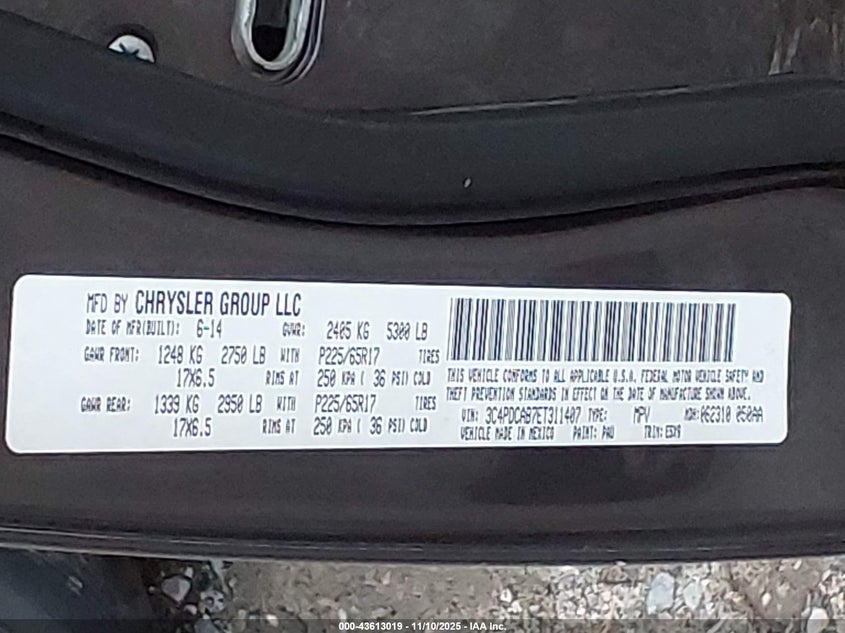 MFD BY CHRYSLER GROUP LLC
DATE OF MFR(BUILT): 6-14 GVWR: 2405 KG 5300 LB
GAWR FRONT: 1248 KG 2750 LB WITH P225/65R17 TIRES
17X6.5 RIMS AT 250 KPA ( 36 PSI) COLD
GAWR REAR: 1339 KG 2950 LB WITH P225/65R17 TIRES
17X6.5 RIMS AT 250 KPA ( 36 PSI) COLD
THIS VEHICLE CONFORMS TO ALL APPLICABLE U.S.A. FEDERAL MOTOR VEHICLE SAFETY AND
THEFT PREVENTION STANDARDS IN EFFECT ON THE DATE OF MANUFACTURE SHOWN ABOVE.
VIN: 3C4PDCAB7ET311407 TYPE: MPV MDH: 062310 050AA
VEHICLE MADE IN MEXICO PAINT: PAU TRIM: E5X9
000-43613019 - 11/10/2025 - IAA Inc.